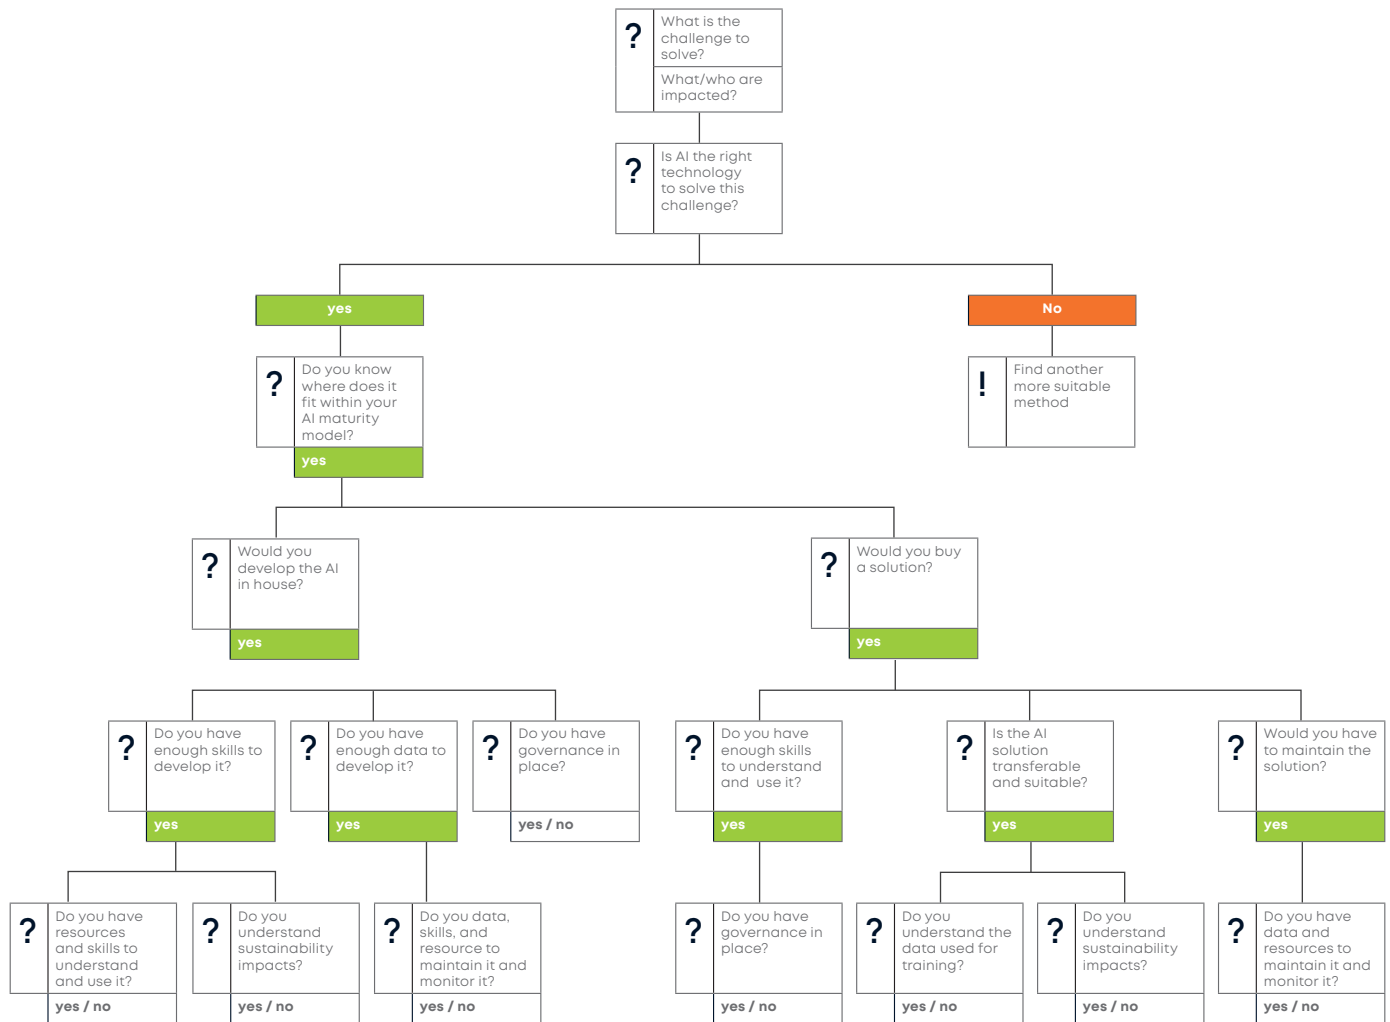 ?
What is the
challenge to
solve?
What/who are
impacted?
?
Is AI the right
technology
to solve this
challenge?
yes
No
?
Do you know
where does it
fit within your
AI maturity
model?
yes
!
Find another
more suitable
method
?
Would you
develop the AI
in house?
yes
?
Would you buy
a solution?
yes
?
Do you have
enough skills to
develop it?
yes
?
Do you have
enough data to
develop it?
yes
?
Do you have
governance in
place?
yes / no
?
Do you have
enough skills
to understand
and use it?
yes
?
Is the AI
solution
transferable
and suitable?
yes
?
Would you have
to maintain the
solution?
yes
?
Do you have
resources
and skills to
understand
and use it?
yes / no
?
Do you
understand
sustainability
impacts?
yes / no
?
Do you data,
skills, and
resource to
maintain it and
monitor it?
yes / no
?
Do you have
governance in
place?
yes / no
?
Do you
understand the
data used for
training?
yes / no
?
Do you
understand
sustainability
impacts?
yes / no
?
Do you have
data and
resources to
maintain it and
monitor it?
yes / no